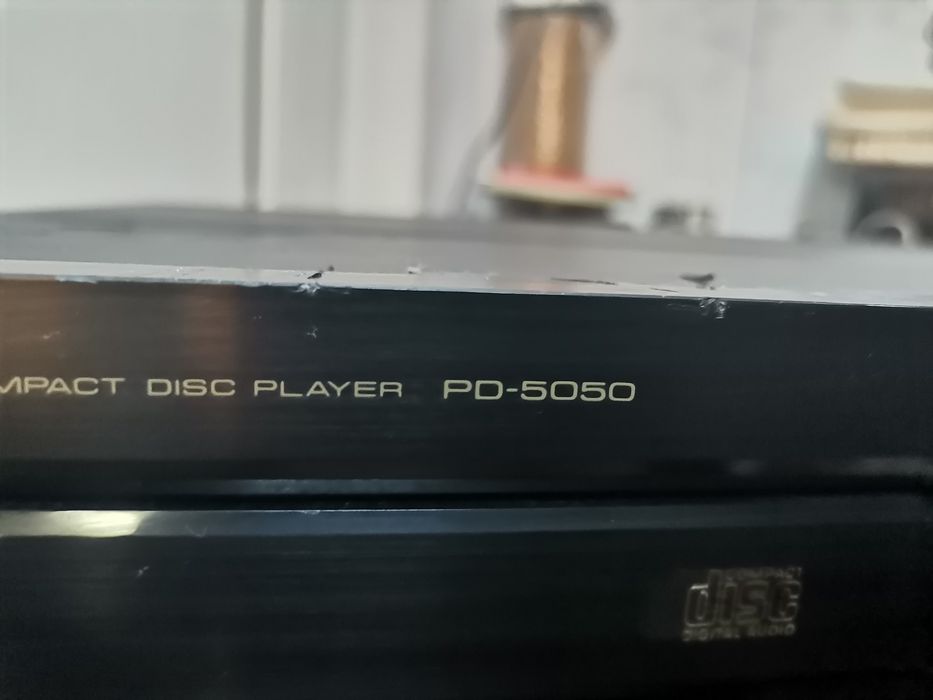 MPACT DISC PLAYER PD-5050
disc
DIGITAL AUDIO